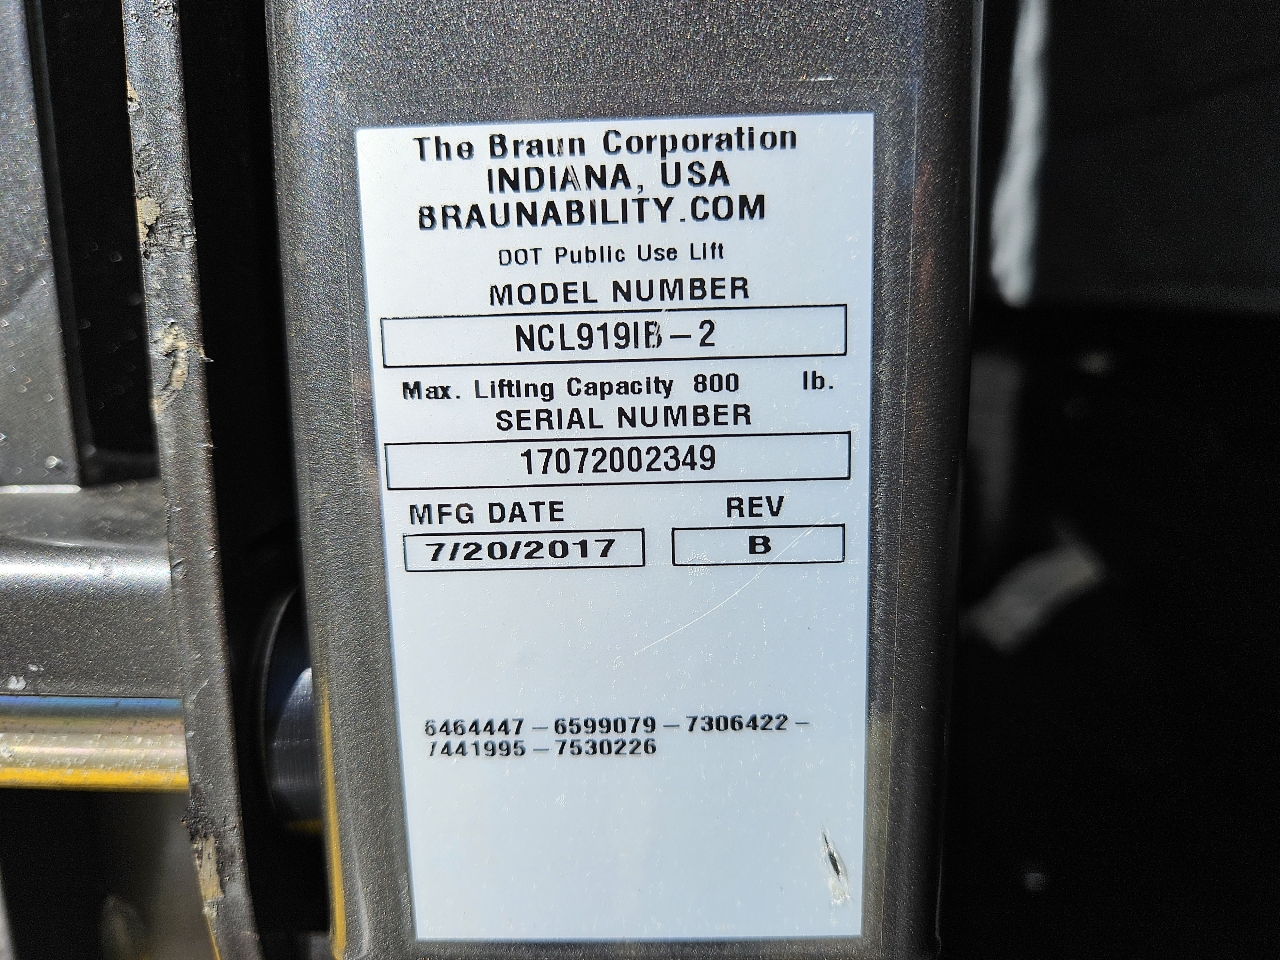 The Braun Corporation
INDIANA, USA
BRAUNABILITY.COM
DOT Public Use Lift
MODEL NUMBER
NCL919IB-2
Max. Lifting Capacity 800 lb.
SERIAL NUMBER
17072002349
MFG DATE REV
7/20/2017 B
6464447-6599079-7306422-
7441995-7530226